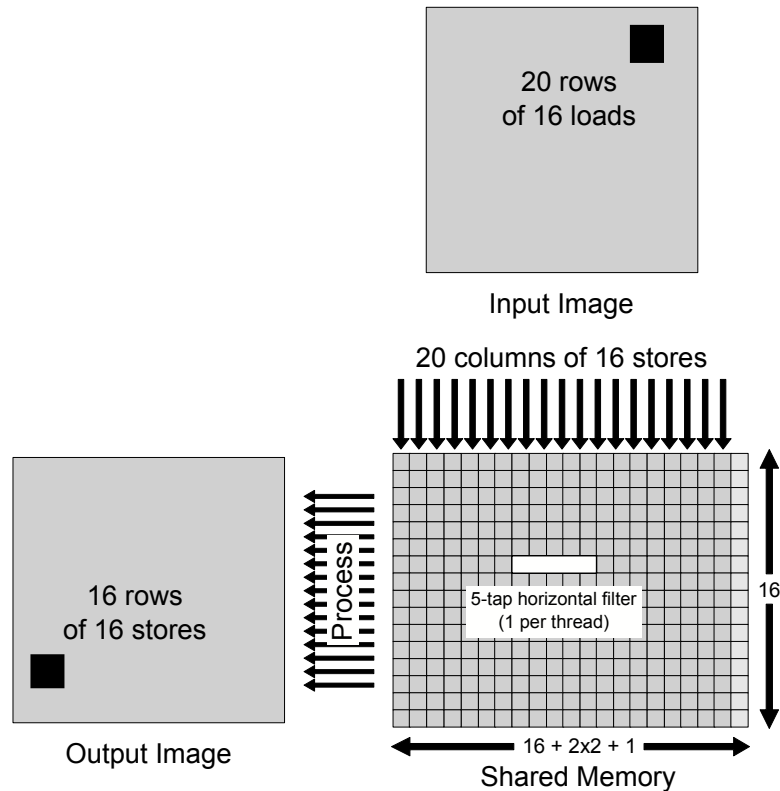 20 rows
of 16 loads
Input Image
20 columns of 16 stores
Process
16 rows
of 16 stores
5-tap horizontal filter
(1 per thread)
16
Output Image
16 + 2x2 + 1
Shared Memory